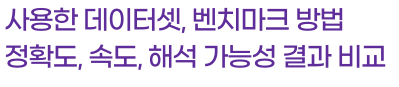 사용한 데이터셋, 벤치마크 방법
정확도, 속도, 해석 가능성 결과 비교